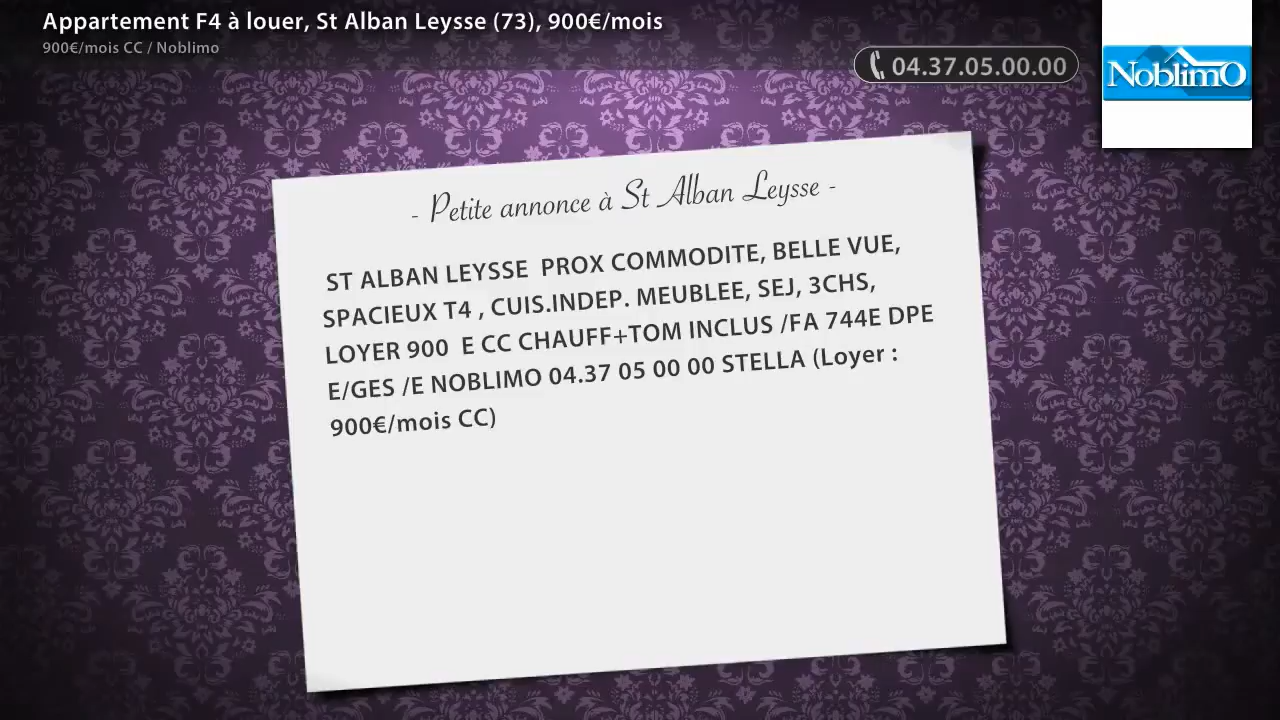 Appartement F4 à louer, St Alban Leysse (73), 900€/mois
900€/mois CC / Noblimo
04.37.05.00.00
NoblimO
- Petite annonce à St Alban Leysse -
ST ALBAN LEYSSE  PROX COMMODITE, BELLE VUE,
SPACIEUX T4 , CUIS.INDEP. MEUBLEE, SEJ, 3CHS,
LOYER 900  E CC CHAUFF+TOM INCLUS /FA 744E DPE
E/GES /E NOBLIMO 04.37 05 00 00 STELLA (Loyer :
900€/mois CC)